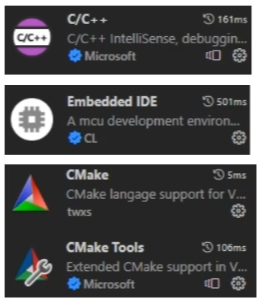 C/C++
C/C++
161ms
C/C++ IntelliSense, debuggin...
Microsoft
Embedded IDE
501ms
A mcu development environ...
CL
CMake
5ms
CMake langage support for V...
twxs
CMake Tools
106ms
Extended CMake support in V...
Microsoft